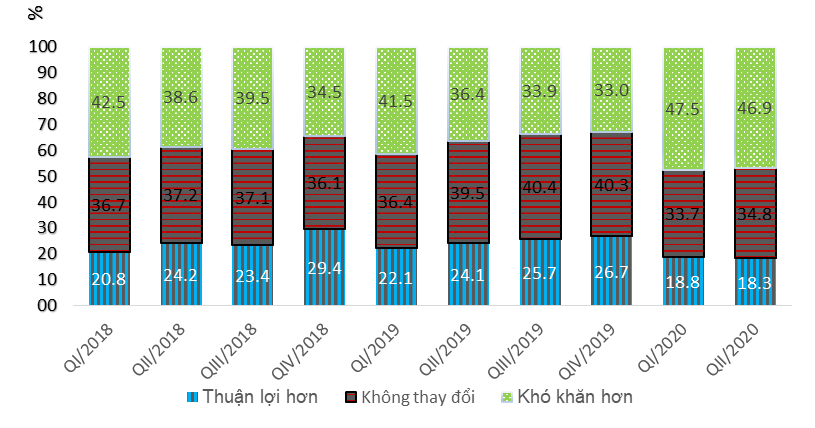 %
100
90
80
70
60
50
40
30
20
10
00
42.5 38.6 39.5 34.5 41.5 36.4 33.9 33.0 47.5 46.9
36.7 37.2 37.1 36.1 36.4 39.5 40.4 40.3 33.7 34.8
20.8 24.2 23.4 29.4 22.1 24.1 25.7 26.7 18.8 18.3
QI/2018 QII/2018 QIII/2018 QIV/2018 QI/2019 QII/2019 QIII/2019 QIV/2019 QI/2020 QII/2020
Thuận lợi hơn Không thay đổi Khó khăn hơn